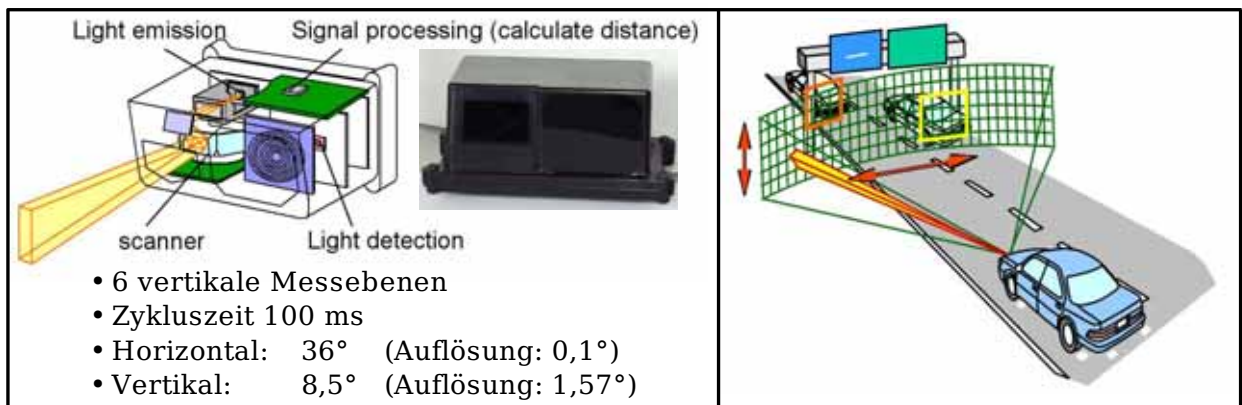 Light emission
Signal processing (calculate distance)
scanner
Light detection
• 6 vertikale Messebenen
• Zykluszeit 100 ms
• Horizontal: 36° (Auflösung: 0,1°)
• Vertikal: 8,5° (Auflösung: 1,57°)